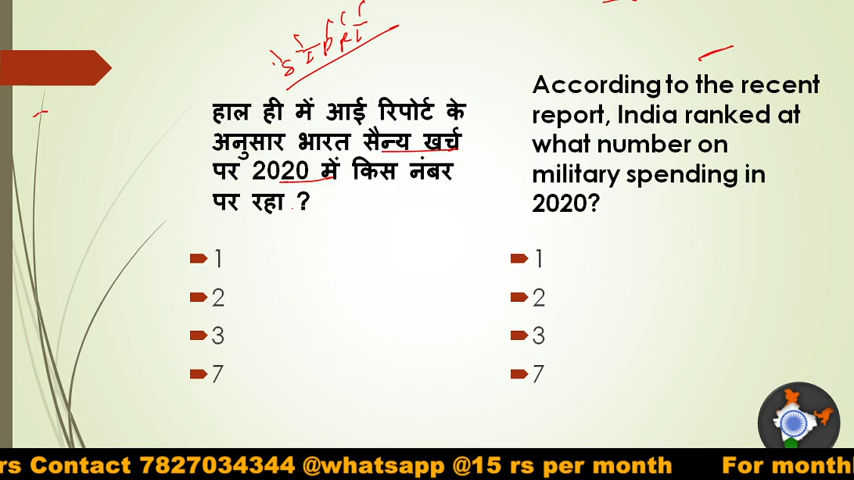 SIPRI
हाल ही में आई रिपोर्ट के
अनुसार भारत सैन्य खर्च
पर 2020 में किस नंबर
पर रहा ?
1
2
3
7
According to the recent
report, India ranked at
what number on
military spending in
2020?
1
2
3
7
rs Contact 7827034344 @whatsapp @15 rs per month For month